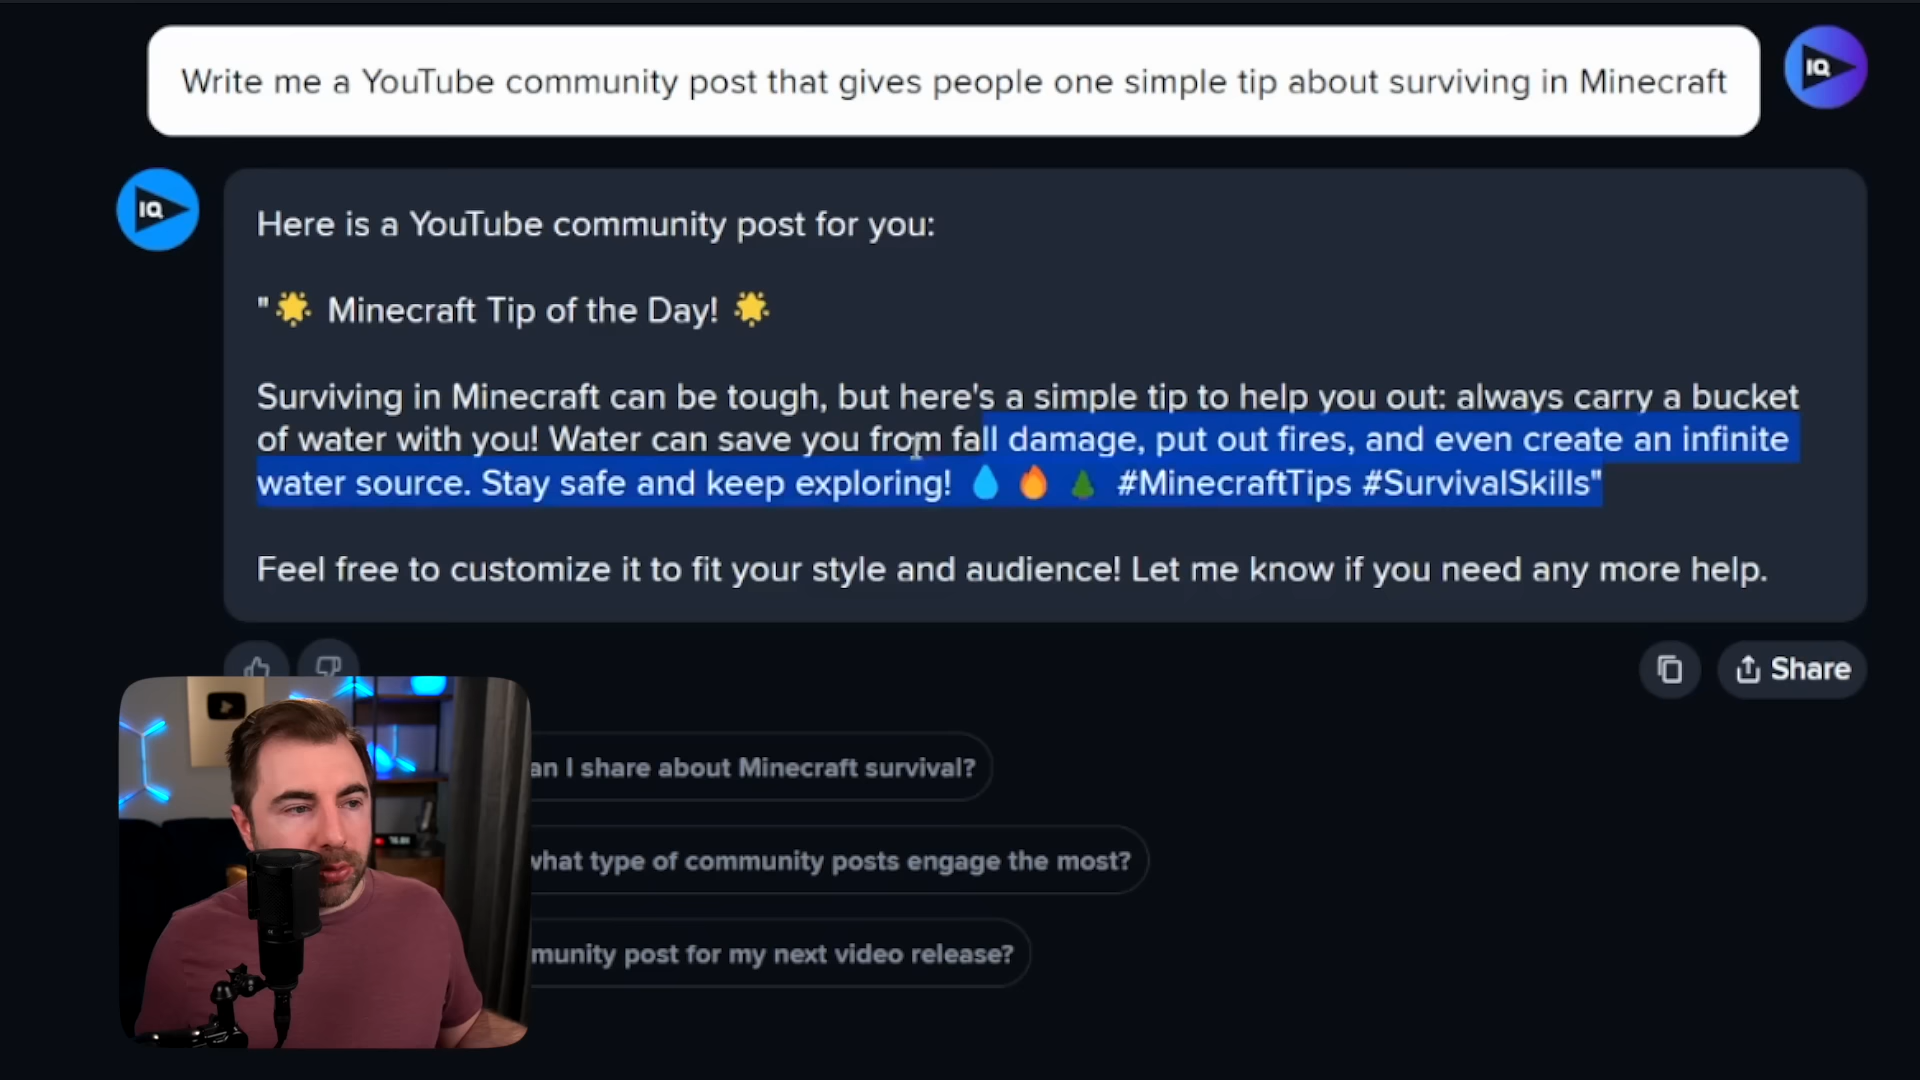 Write me a YouTube community post that gives people one simple tip about surviving in Minecraft
IQ
IQ
Here is a YouTube community post for you:
"🌟 Minecraft Tip of the Day! 🌟
Surviving in Minecraft can be tough, but here's a simple tip to help you out: always carry a bucket
of water with you! Water can save you from fall damage, put out fires, and even create an infinite
water source. Stay safe and keep exploring! 💧 🔥 🌲 #MinecraftTips #SurvivalSkills"
Feel free to customize it to fit your style and audience! Let me know if you need any more help.
Share
an I share about Minecraft survival?
what type of community posts engage the most?
munity post for my next video release?